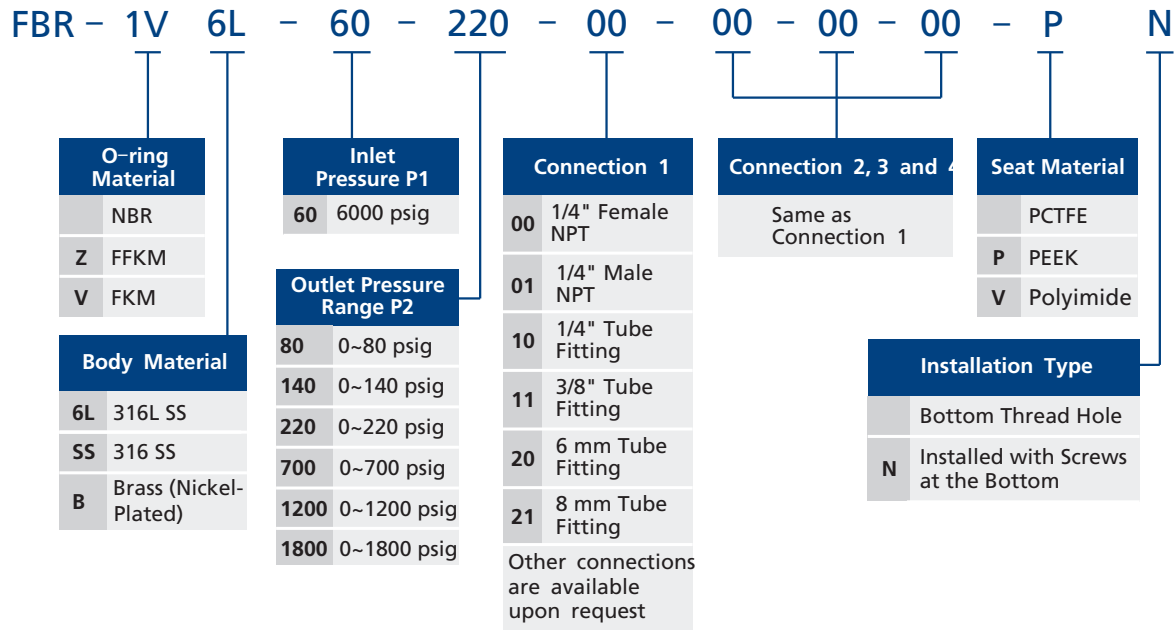 FBR - 1V 6L - 60 - 220 - 00 - 00 - 00 - 00 - P N
O-ring
Material
NBR
Z FFKM
V FKM
Body Material
6L 316L SS
SS 316 SS
B Brass (Nickel-
Plated)
Inlet
Pressure P1
60 6000 psig
Outlet Pressure
Range P2
80 0~80 psig
140 0~140 psig
220 0~220 psig
700 0~700 psig
1200 0~1200 psig
1800 0~1800 psig
Connection 1
00 1/4" Female
NPT
01 1/4" Male
NPT
10 1/4" Tube
Fitting
11 3/8" Tube
Fitting
20 6 mm Tube
Fitting
21 8 mm Tube
Fitting
Other connections
are available
upon request
Connection 2, 3 and 4
Same as
Connection 1
Seat Material
PCTFE
P PEEK
V Polyimide
Installation Type
Bottom Thread Hole
N Installed with Screws
at the Bottom